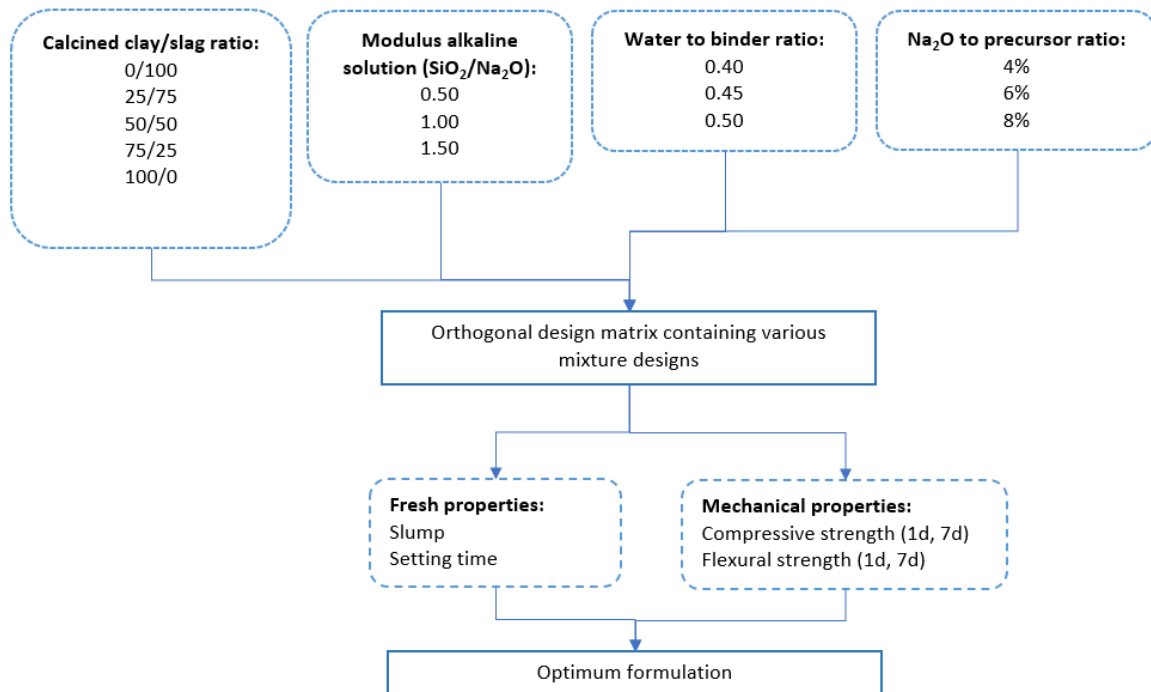 Calcined clay/slag ratio:
0/100
25/75
50/50
75/25
100/0
Modulus alkaline
solution (SiO₂/Na₂O):
0.50
1.00
1.50
Water to binder ratio:
0.40
0.45
0.50
Na₂O to precursor ratio:
4%
6%
8%
Orthogonal design matrix containing various
mixture designs
Fresh properties:
Slump
Setting time
Mechanical properties:
Compressive strength (1d, 7d)
Flexural strength (1d, 7d)
Optimum formulation